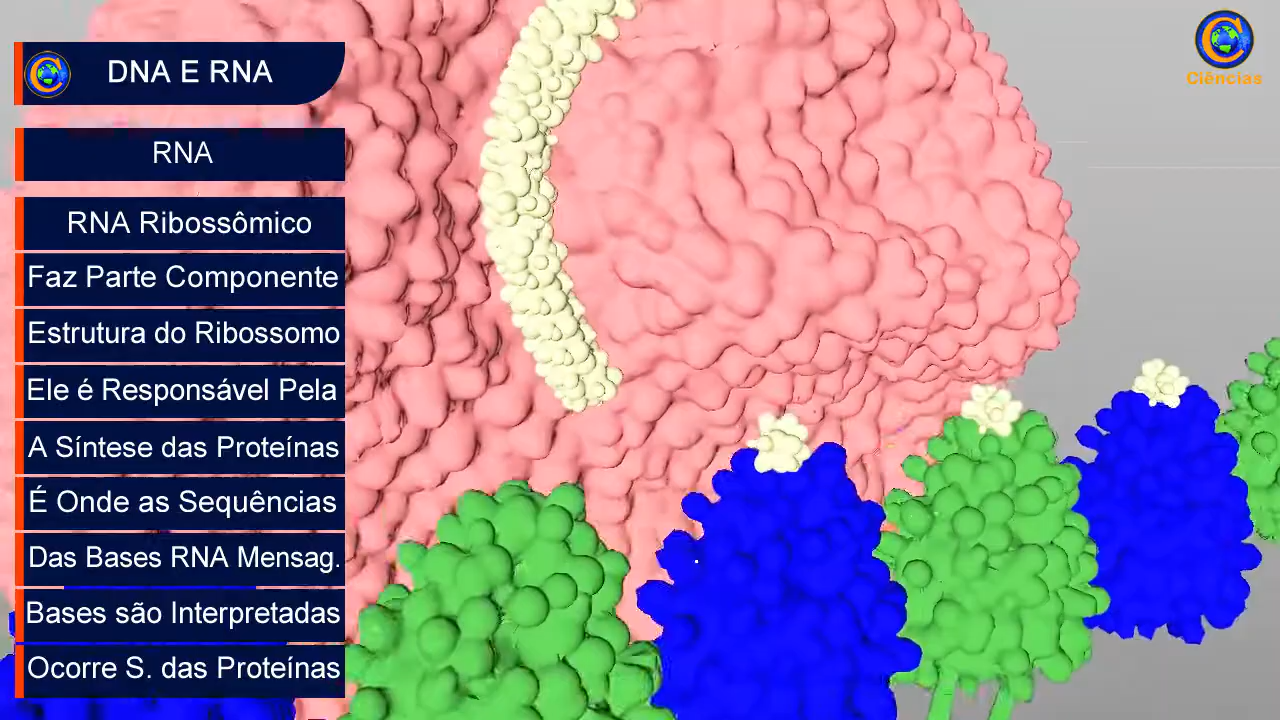 DNA E RNA
Ciências
RNA
RNA Ribossômico
Faz Parte Componente
Estrutura do Ribossomo
Ele é Responsável Pela
A Síntese das Proteínas
É Onde as Sequências
Das Bases RNA Mensag.
Bases são Interpretadas
Ocorre S. das Proteínas